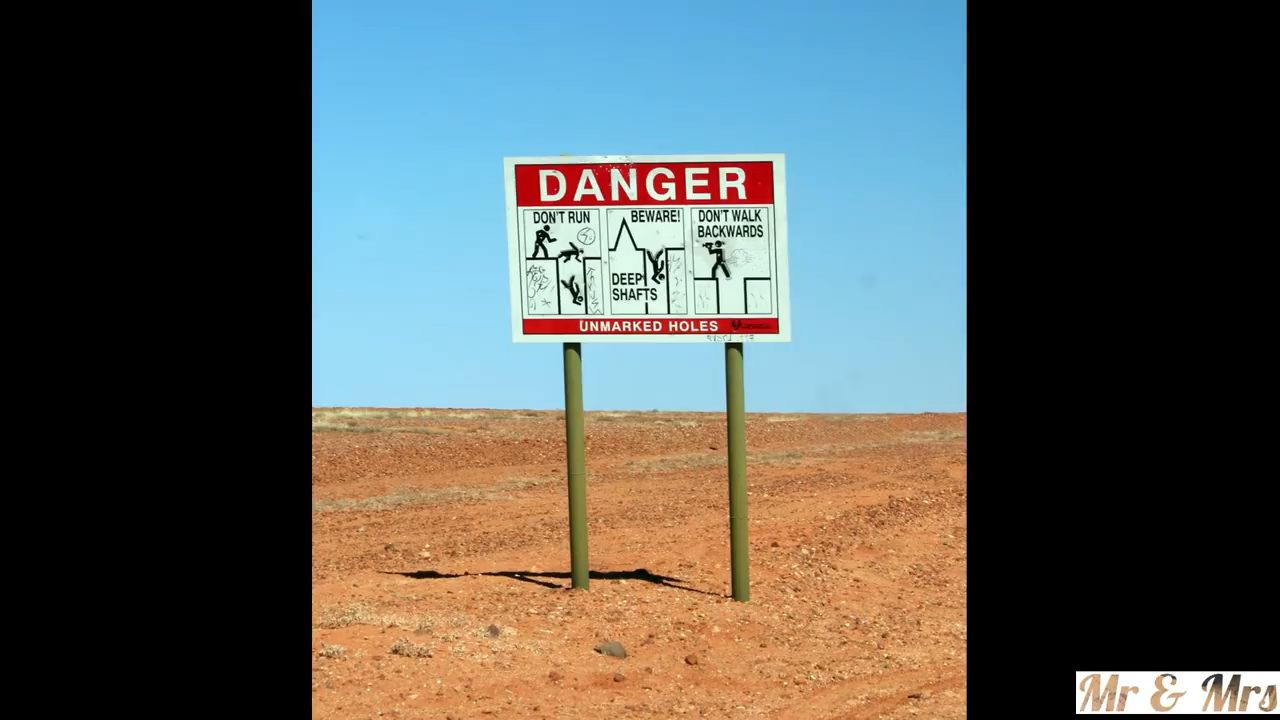 DANGER
DON'T RUN
BEWARE!
DEEP
SHAFTS
DON'T WALK
BACKWARDS
UNMARKED HOLES
Mr & Mrs